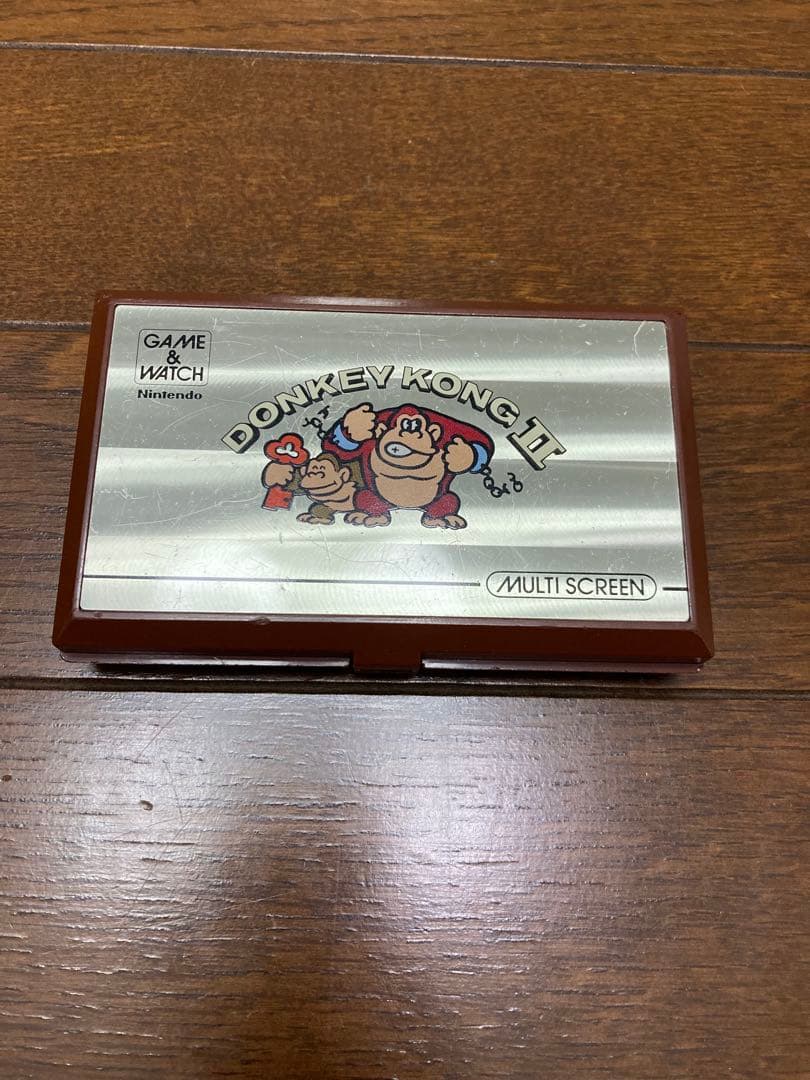 GAME
&
WATCH
Nintendo
DONKEY KONG II
MULTI SCREEN